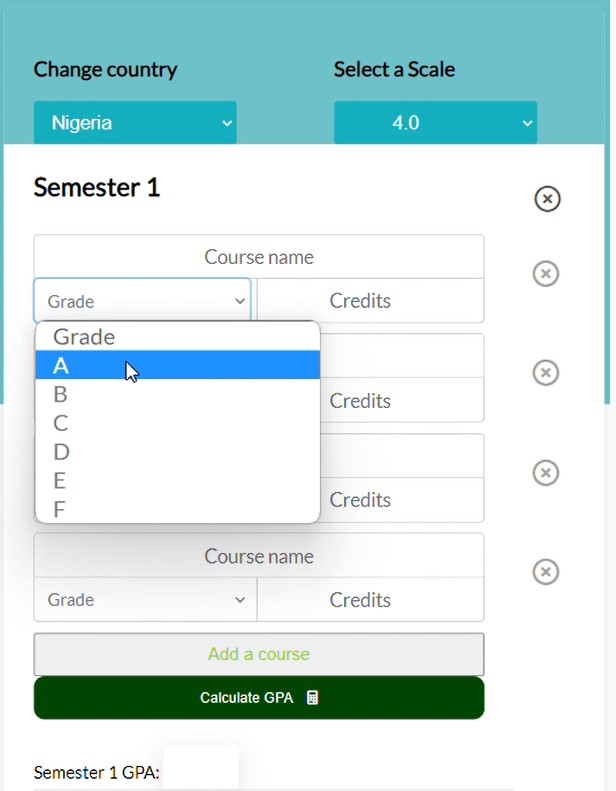 Change country
Select a Scale
Nigeria
4.0
Semester 1
Course name
Grade
Credits
Grade
A
B
C
D
E
F
Credits
Credits
Course name
Grade
Credits
Add a course
Calculate GPA
Semester 1 GPA: